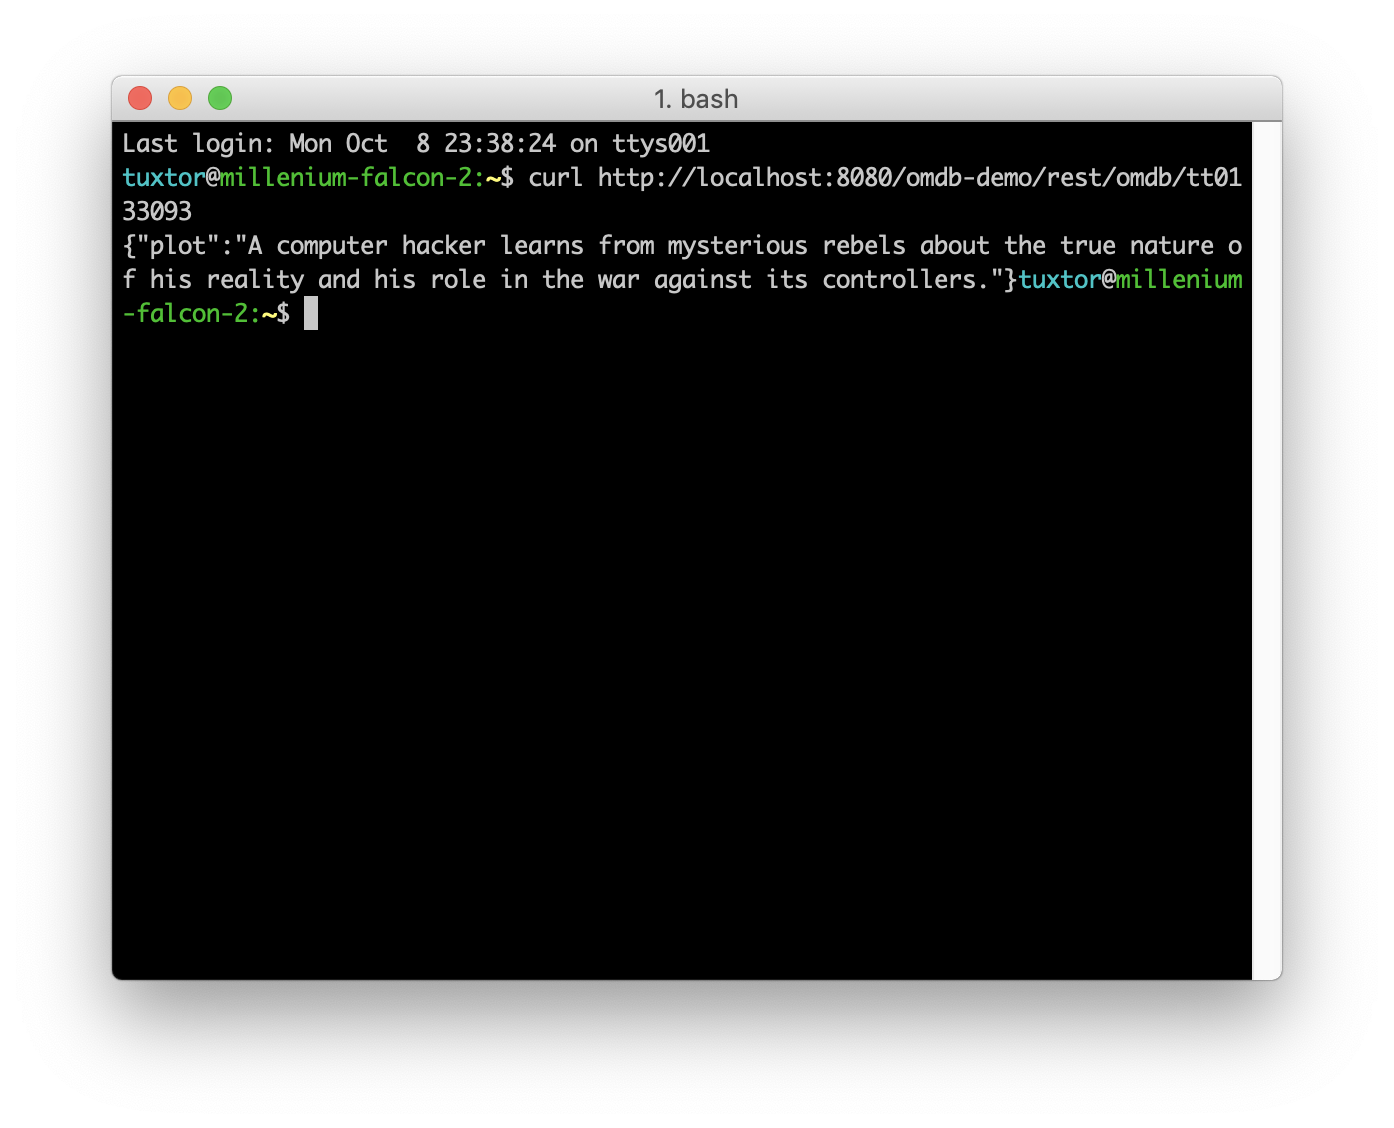 1. bash
Last login: Mon Oct  8 23:38:24 on ttys001
tuxtor@millenium-falcon-2:~$ curl http://localhost:8080/omdb-demo/rest/omdb/tt01
33093
{"plot":"A computer hacker learns from mysterious rebels about the true nature o
f his reality and his role in the war against its controllers."}tuxtor@millenium
-falcon-2:~$